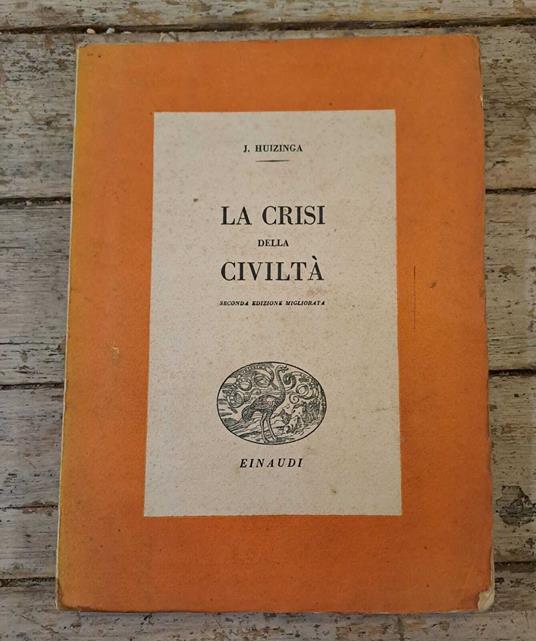 J. HUIZINGA
LA CRISI
DELLA
CIVILTÀ
SECONDA EDIZIONE MIGLIORATA
EINAUDI